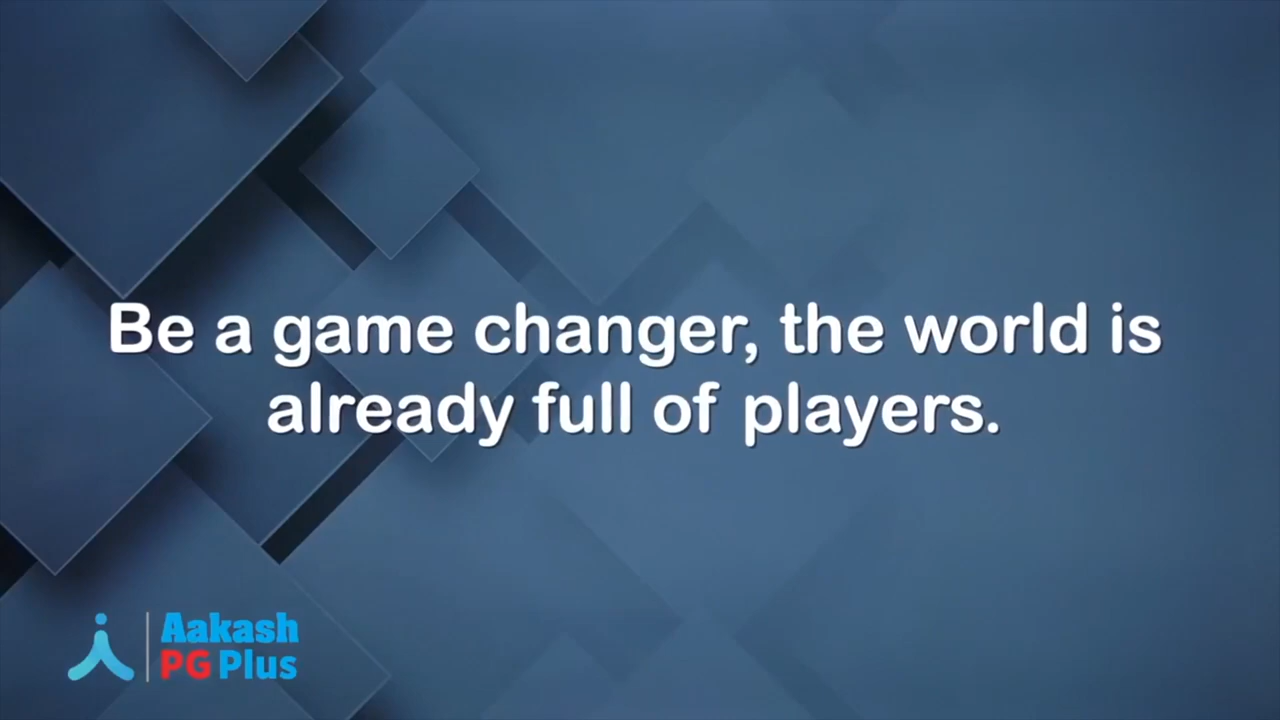 Be a game changer, the world is
already full of players.
Aakash
PG Plus